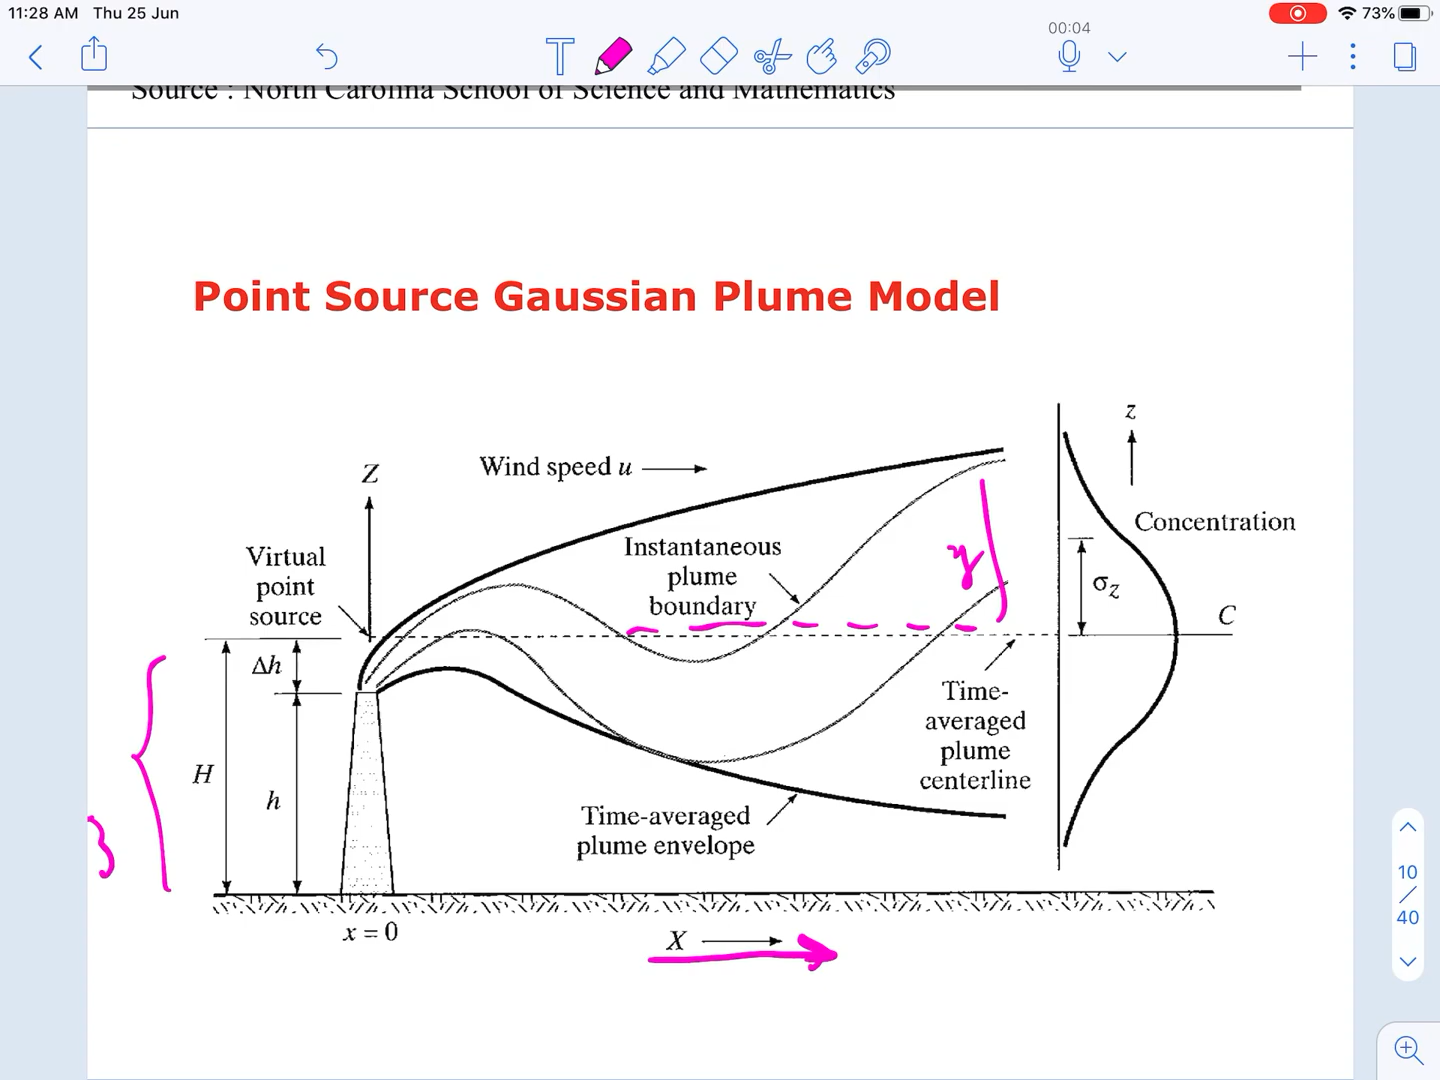 11:28 AM Thu 25 Jun
73%
00:04
T
Source : North Carolina School of Science and Mathematics
Point Source Gaussian Plume Model
z
Wind speed u
Z
Concentration
Virtual
point
source
Instantaneous
plume
boundary
y
σz
C
Δh
H
h
Time-
averaged
plume
centerline
Time-averaged
plume envelope
x = 0
X
10
/
40